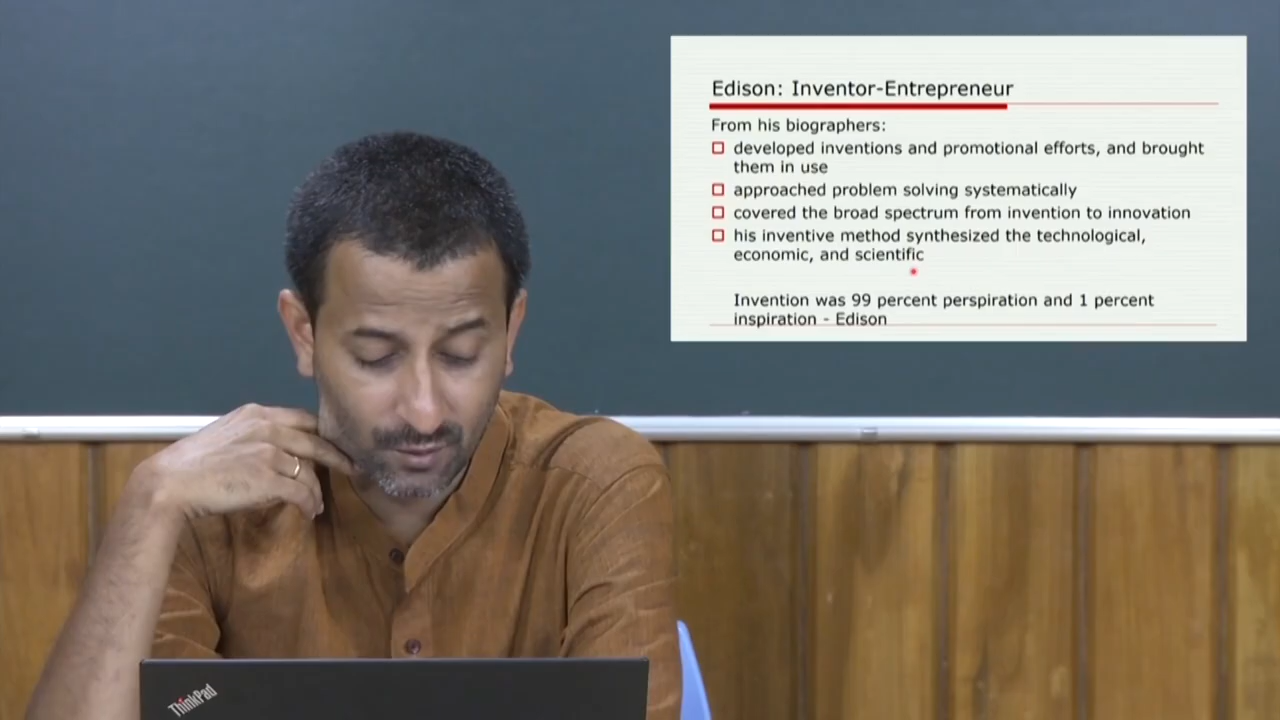 Edison: Inventor-Entrepreneur
From his biographers:
developed inventions and promotional efforts, and brought
them in use
approached problem solving systematically
covered the broad spectrum from invention to innovation
his inventive method synthesized the technological,
economic, and scientific
Invention was 99 percent perspiration and 1 percent
inspiration - Edison
ThinkPad